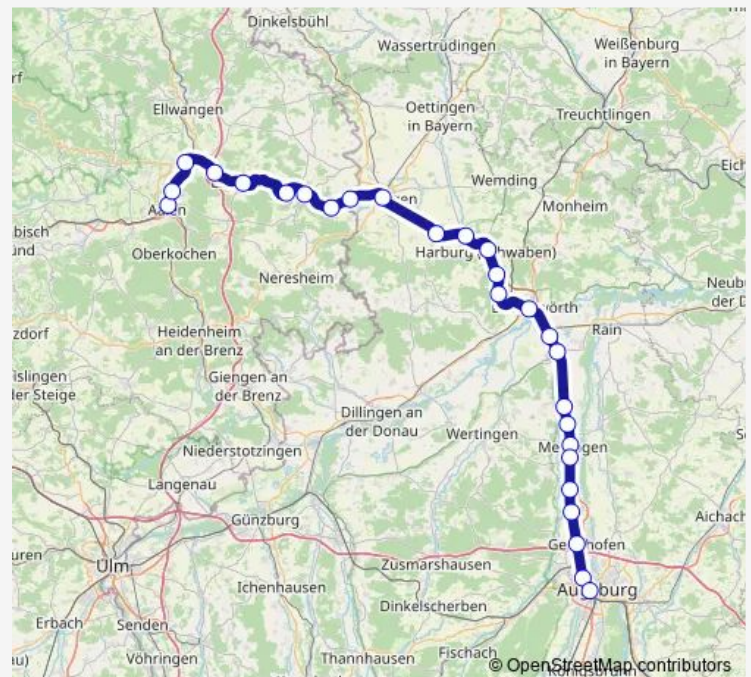 Dinkelsbühl
Wassertrüdingen
Weißenburg
in Bayern
Ellwangen
Oettingen
in Bayern
Treuchtlingen
Wemding
Monheim
Oberkochen
Neresheim
Rain
Heidenheim
an der Brenz
Giengen an
der Brenz
Dillingen an
der Donau
Wertingen
Niederstotzingen
Langenau
Günzburg
Ulm
Zusmarshausen
Ichenhausen
Dinkelscherben
Erbach
Senden
Vöhringen
Thannhausen
Fischach
© OpenStreetMap contributors